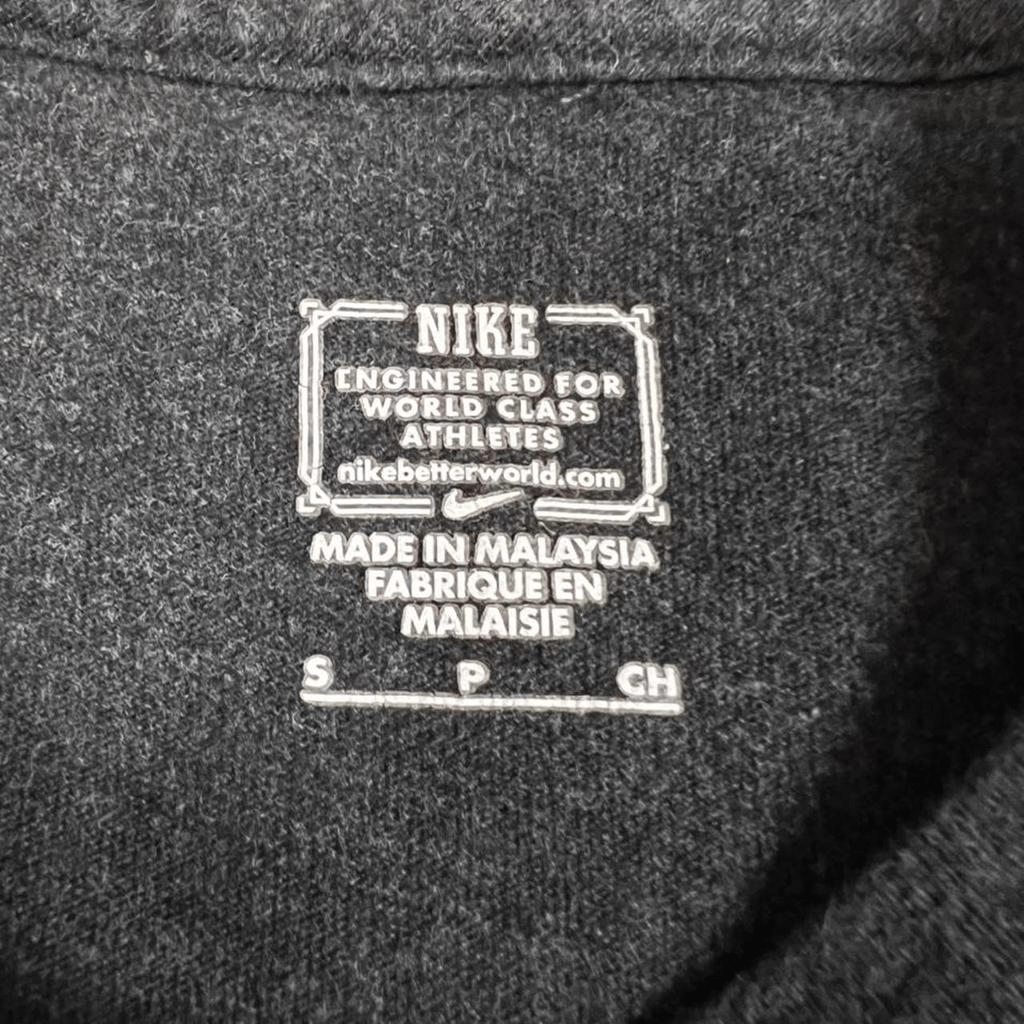 NIKE
ENGINEERED FOR
WORLD CLASS
ATHLETES
nikebetterworld.com
MADE IN MALAYSIA
FABRIQUE EN
MALAISIE
S P CH